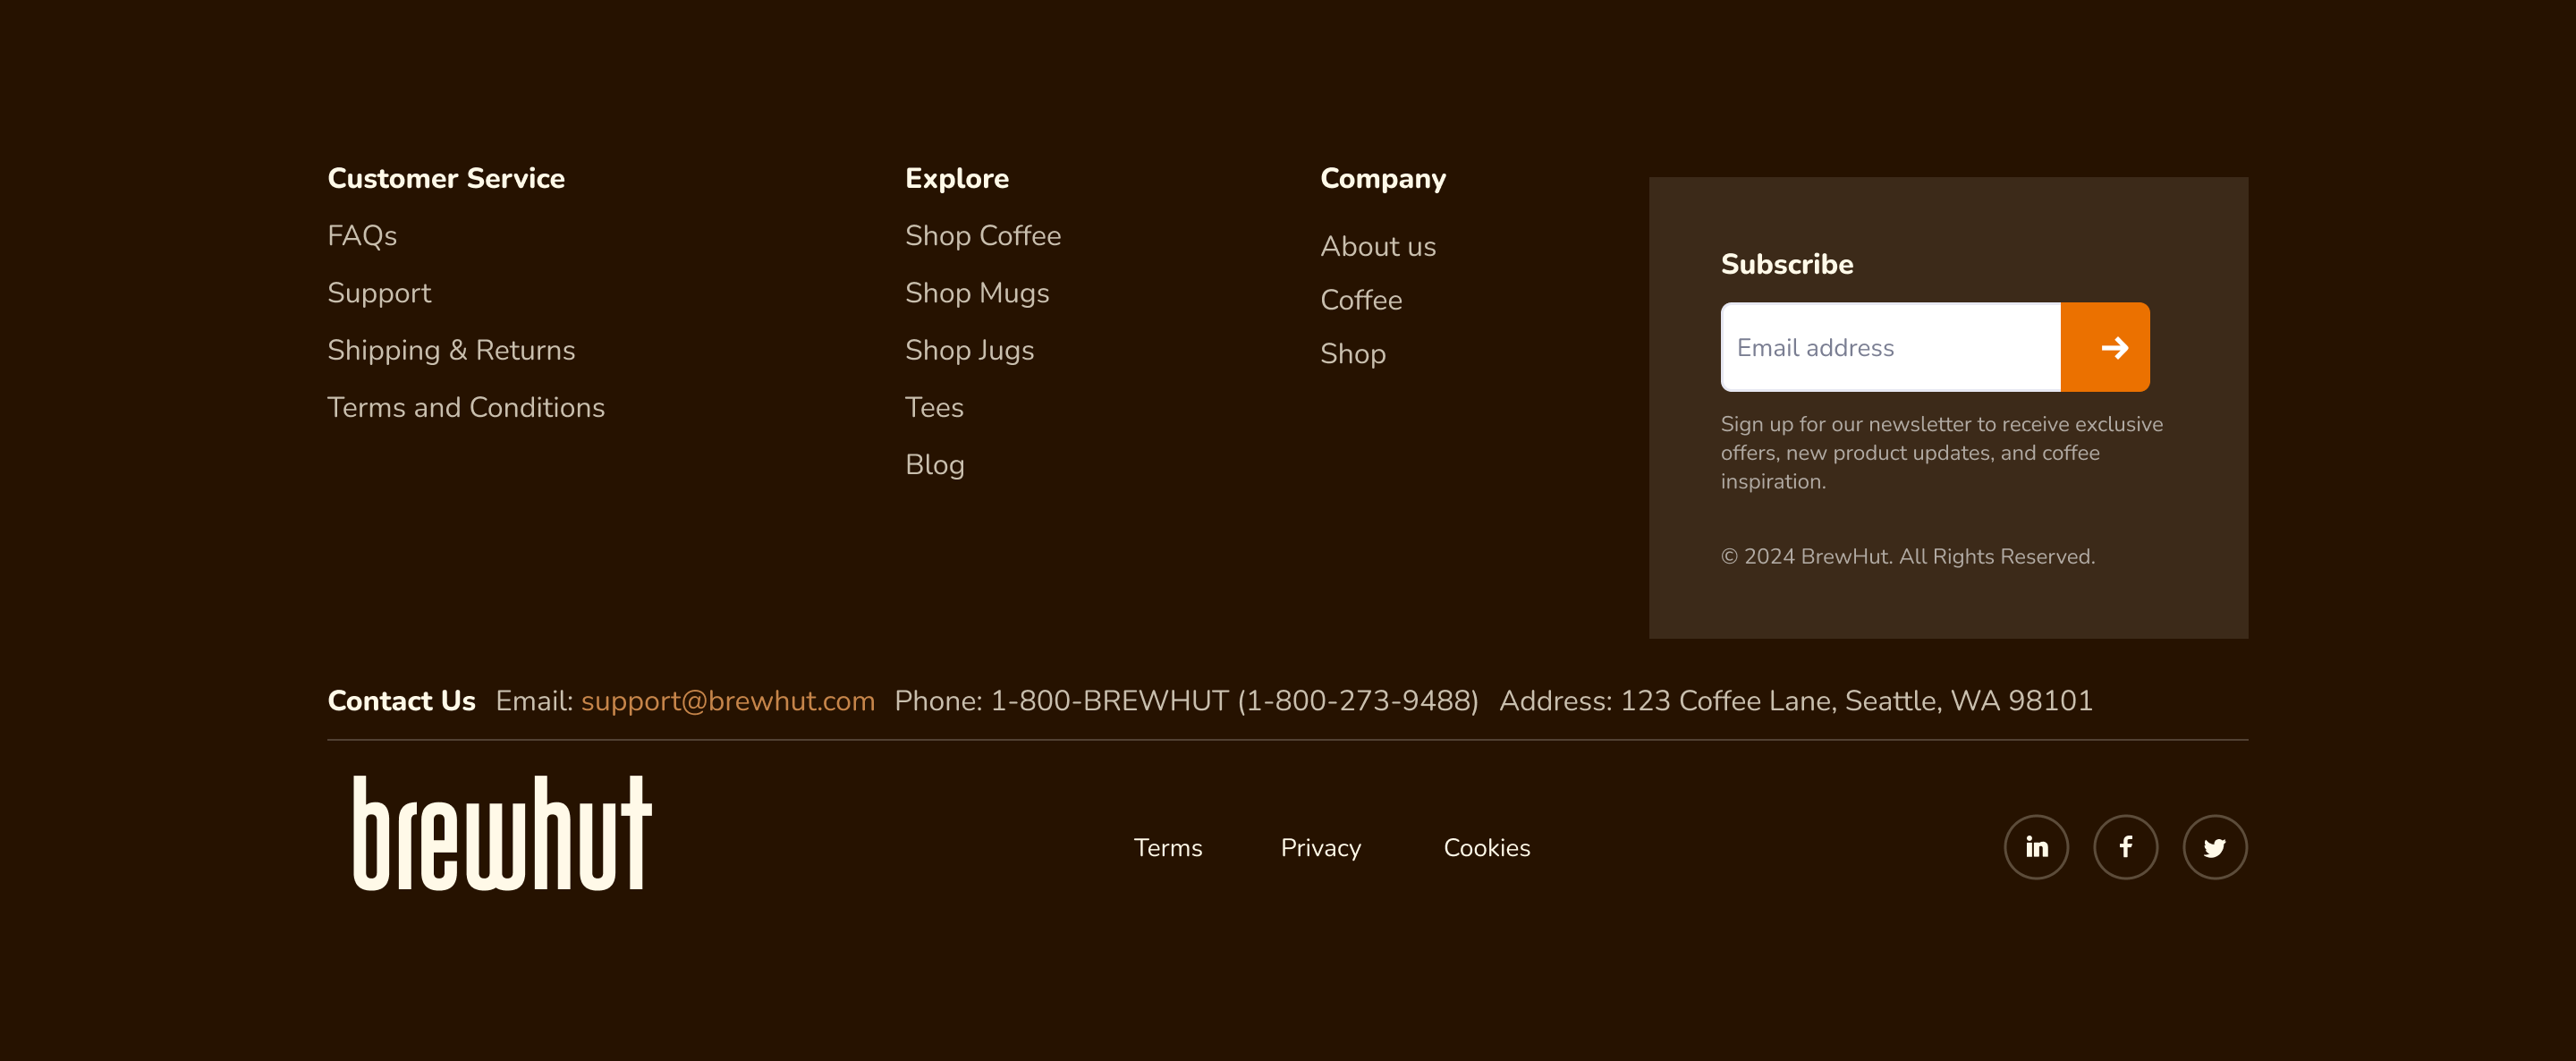 Customer Service
FAQs
Support
Shipping & Returns
Terms and Conditions
Explore
Shop Coffee
Shop Mugs
Shop Jugs
Tees
Blog
Company
About us
Coffee
Shop
Subscribe
Email address
Sign up for our newsletter to receive exclusive
offers, new product updates, and coffee
inspiration.
© 2024 BrewHut. All Rights Reserved.
Contact Us Email: support@brewhut.com Phone: 1-800-BREWHUT (1-800-273-9488) Address: 123 Coffee Lane, Seattle, WA 98101
brewhut
Terms Privacy Cookies
in f